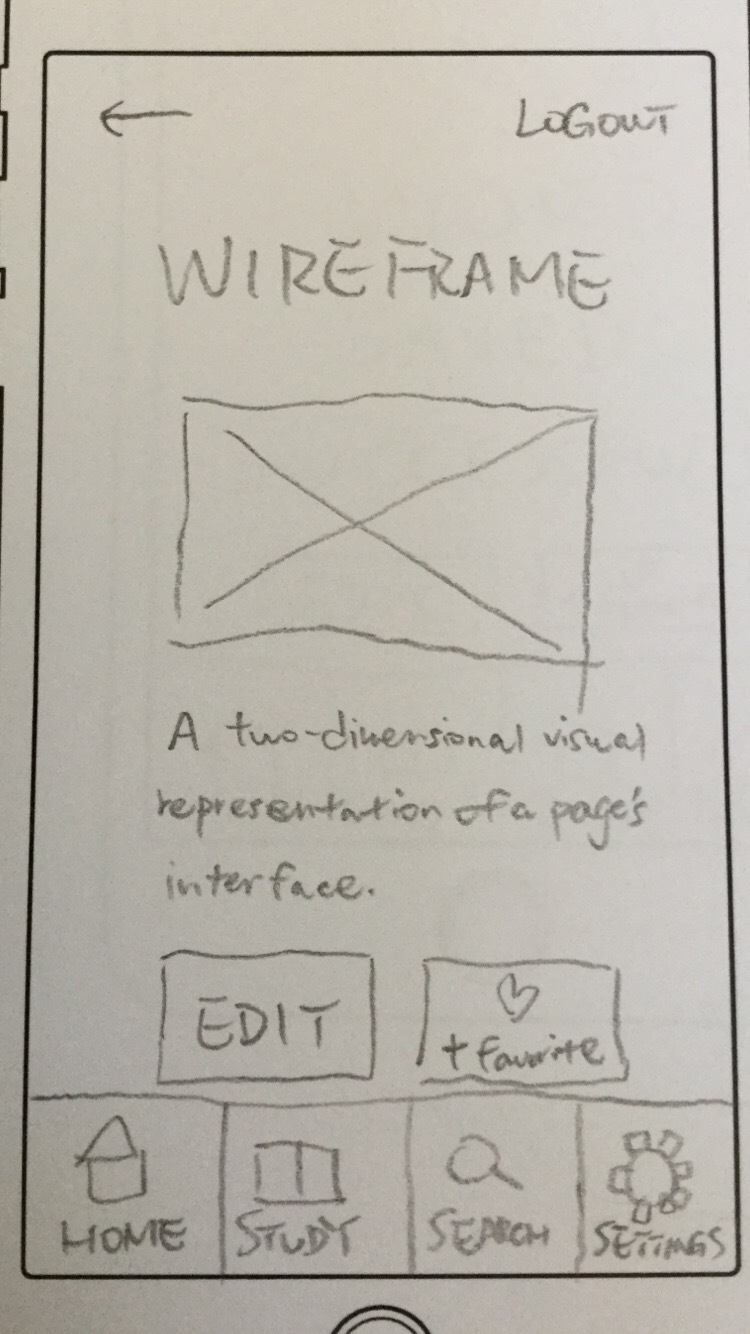 LOGOUT
WIREFRAME
A two-dimensional visual
representation of a page's
interface.
EDIT
+ Favorite
HOME
STUDY
SEARCH
SETTINGS